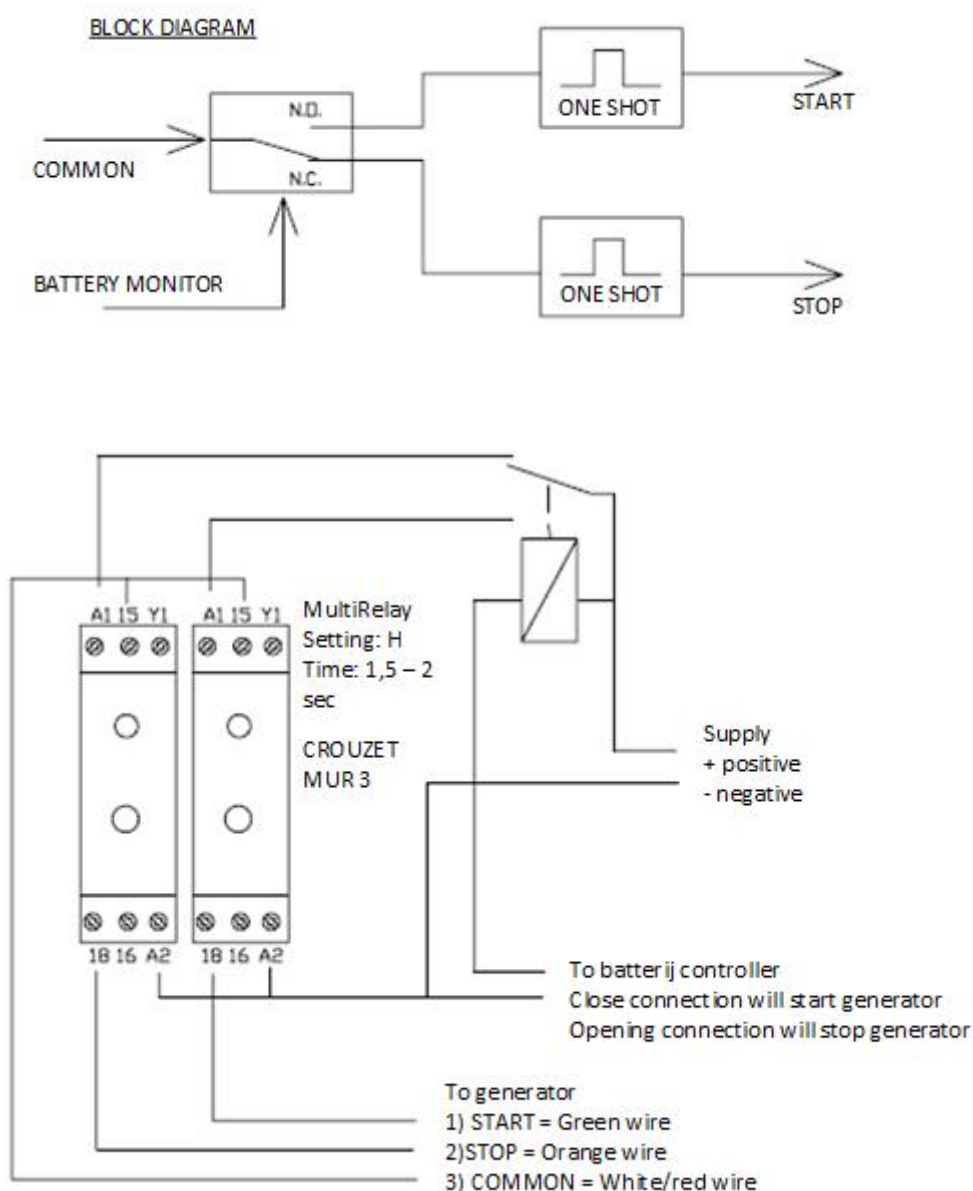 BLOCK DIAGRAM
N.O.
ONE SHOT
START
COMMON
N.C.
BATTERY MONITOR
ONE SHOT
STOP
A1 15 Y1
A1 15 Y1
MultiRelay
Setting: H
Time: 1,5 – 2
sec
CROUZET
MUR 3
Supply
+ positive
- negative
18 16 A2
18 16 A2
To batterij controller
Close connection will start generator
Opening connection will stop generator
To generator
1) START = Green wire
2)STOP = Orange wire
3) COMMON = White/red wire